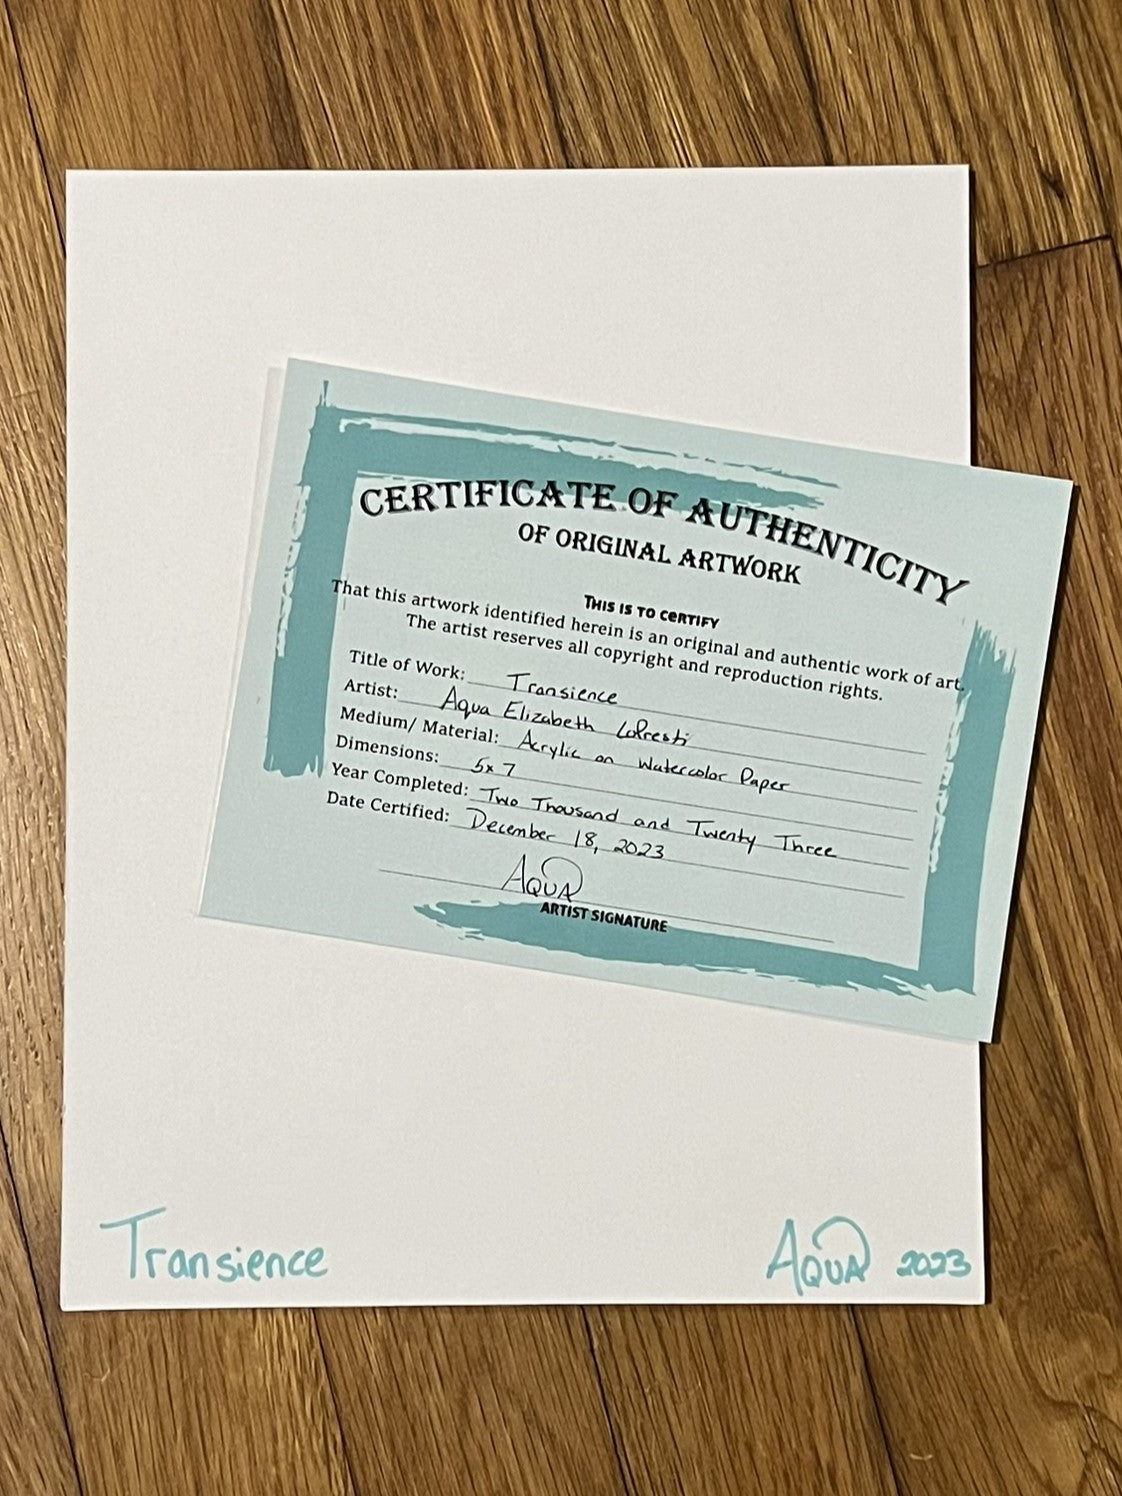 CERTIFICATE OF AUTHENTICITY
OF ORIGINAL ARTWORK
THIS IS TO CERTIFY
That this artwork identified herein is an original and authentic work of art.
The artist reserves all copyright and reproduction rights.
Title of Work: Transience
Artist: Aqua Elizabeth LoPresti
Medium/ Material: Acrylic on Watercolor Paper
Dimensions: 5x7
Year Completed: Two Thousand and Twenty Three
Date Certified: December 18, 2023
AQUA
ARTIST SIGNATURE
Transience AQUA 2023